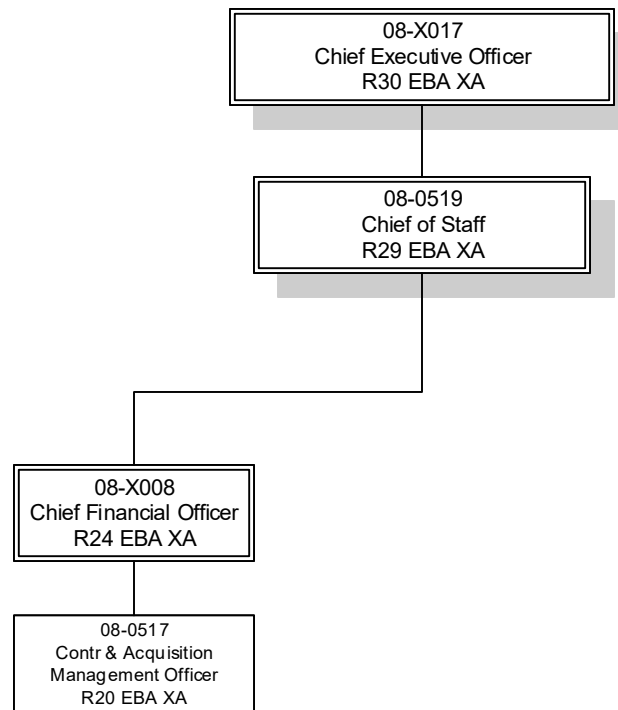 08-X017
Chief Executive Officer
R30 EBA XA
08-0519
Chief of Staff
R29 EBA XA
08-X008
Chief Financial Officer
R24 EBA XA
08-0517
Contr & Acquisition
Management Officer
R20 EBA XA